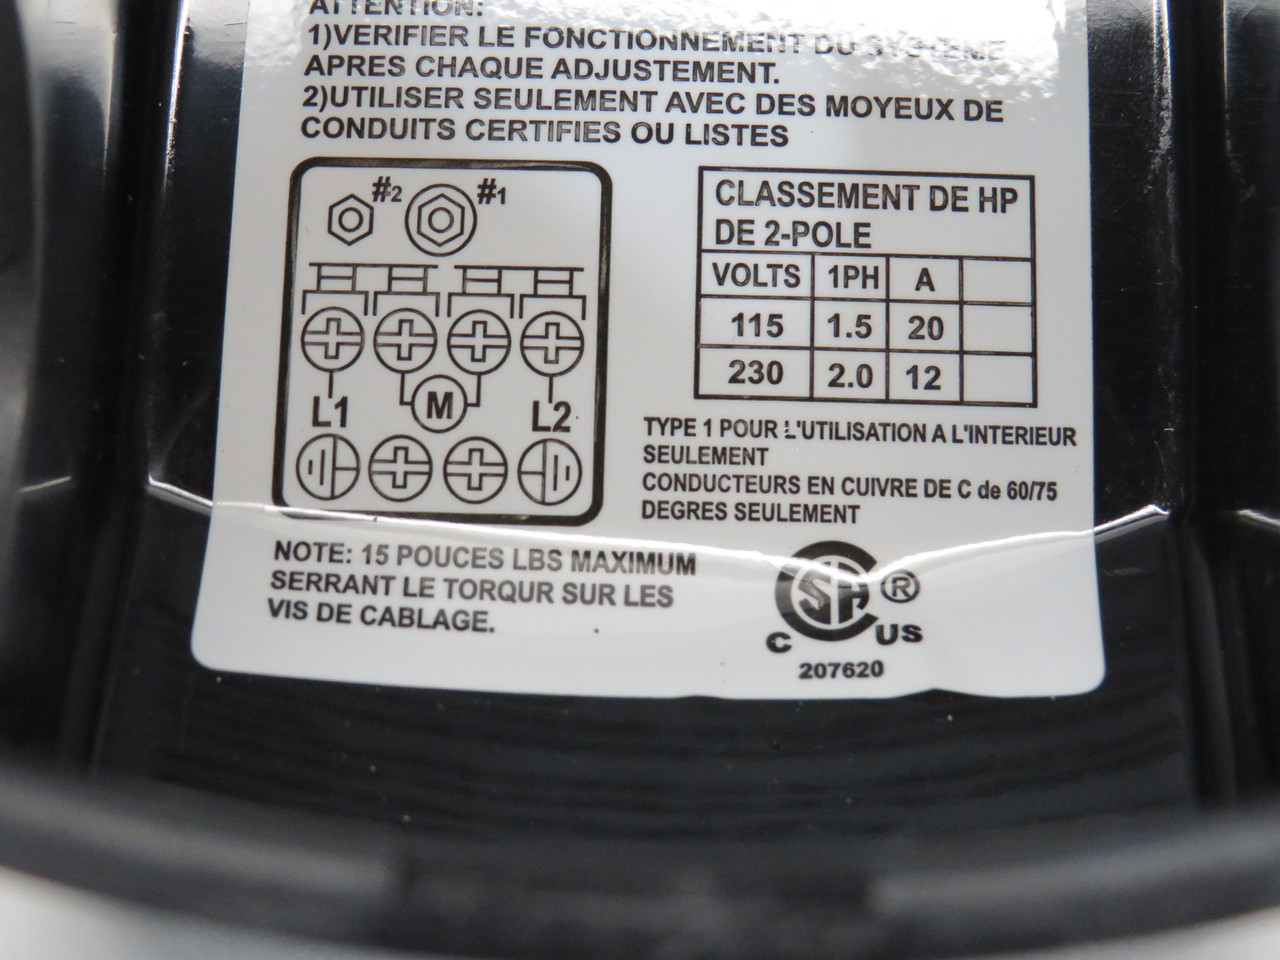 ATTENTION:
1)VERIFIER LE FONCTIONNEMENT DU SYSTEME
APRES CHAQUE ADJUSTEMENT.
2)UTILISER SEULEMENT AVEC DES MOYEUX DE
CONDUITS CERTIFIES OU LISTES
#2 #1
L1 M L2
CLASSEMENT DE HP
DE 2-POLE
VOLTS 1PH A
115 1.5 20
230 2.0 12
TYPE 1 POUR L'UTILISATION A L'INTERIEUR
SEULEMENT
CONDUCTEURS EN CUIVRE DE C de 60/75
DEGRES SEULEMENT
NOTE: 15 POUCES LBS MAXIMUM
SERRANT LE TORQUR SUR LES
VIS DE CABLAGE.
CSA ®
C US
207620